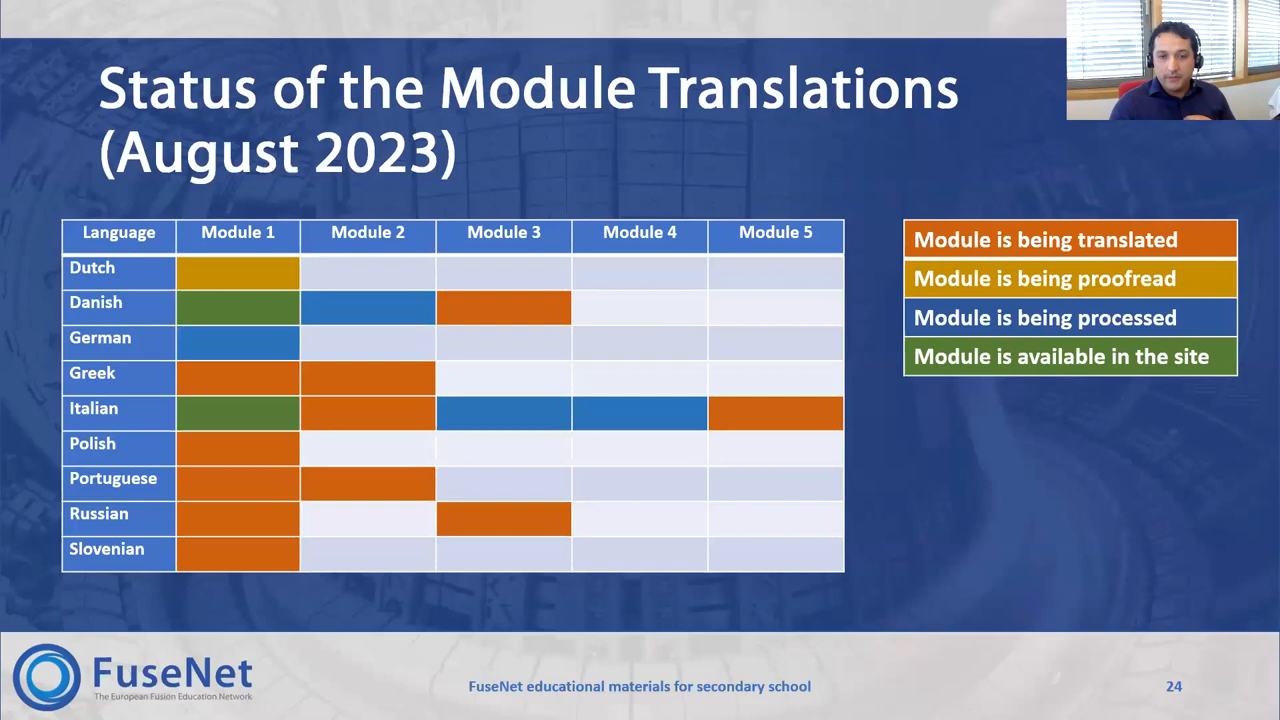 Status of the Module Translations
(August 2023)
Language Module 1 Module 2 Module 3 Module 4 Module 5
Dutch
Danish
German
Greek
Italian
Polish
Portuguese
Russian
Slovenian
Module is being translated
Module is being proofread
Module is being processed
Module is available in the site
FuseNet
The European Fusion Education Network
FuseNet educational materials for secondary school
24